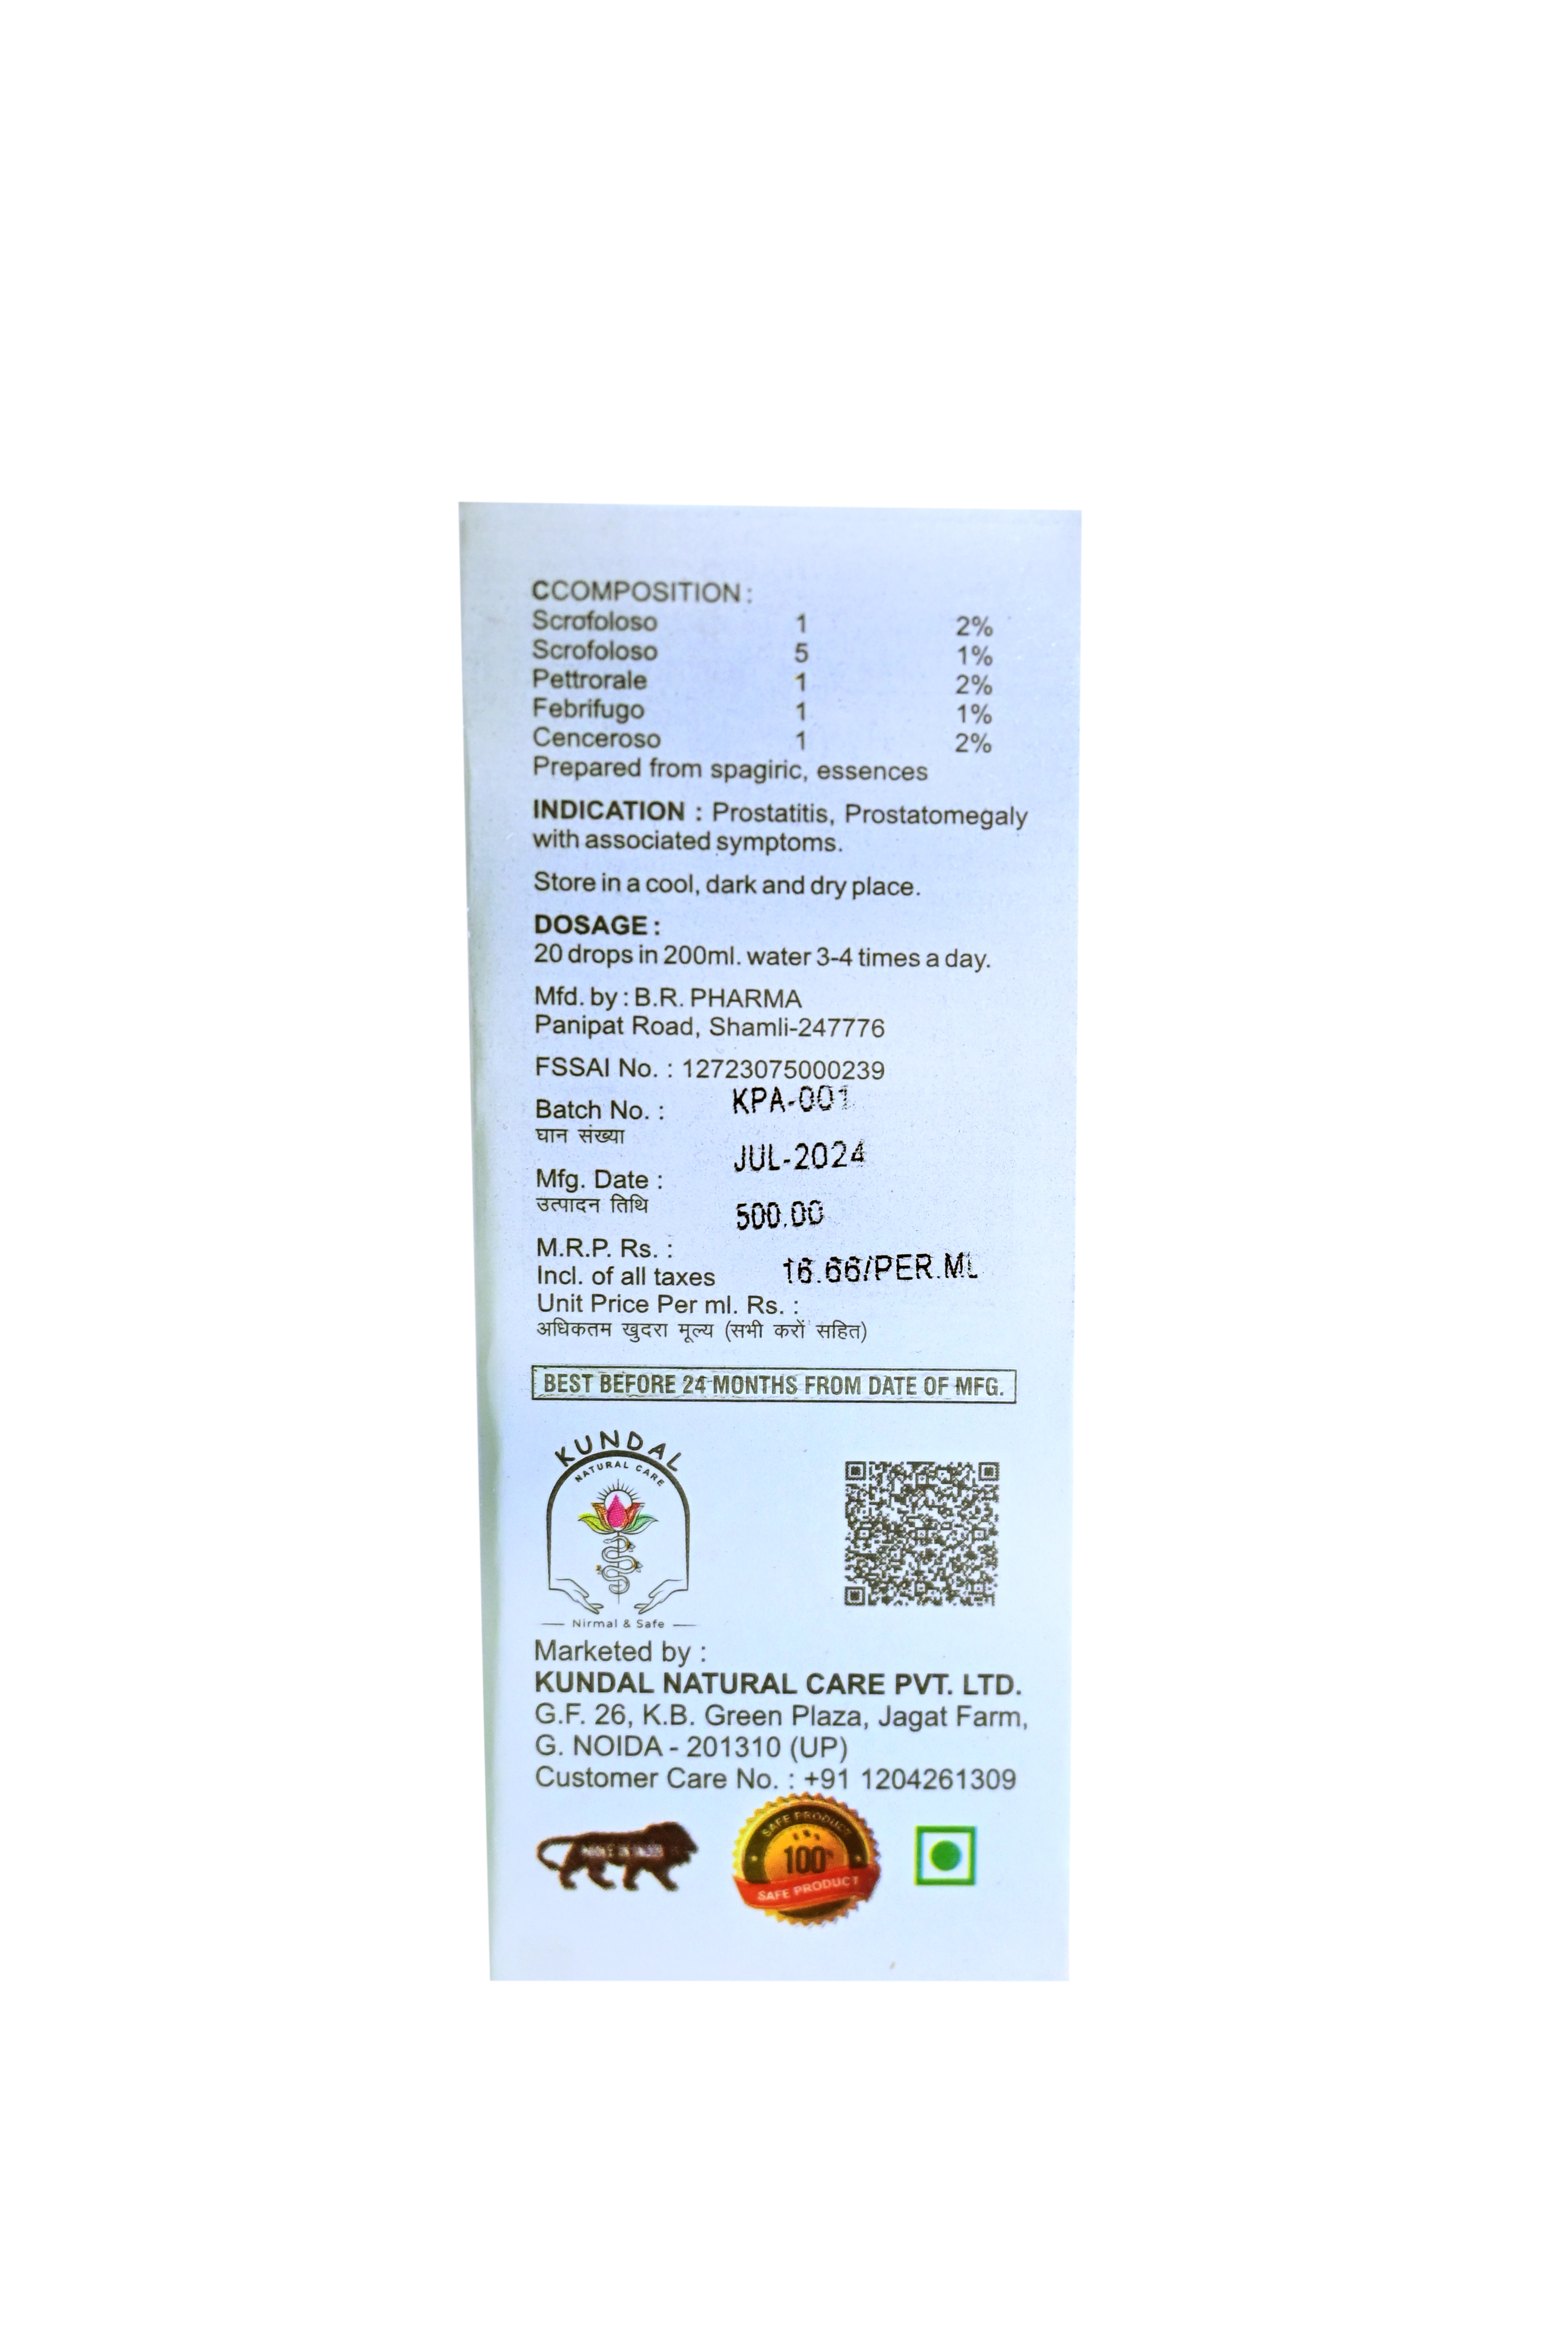 CCOMPOSITION :
Scrofoloso 1 2%
Scrofoloso 5 1%
Pettrorale 1 2%
Febrifugo 1 1%
Cenceroso 1 2%
Prepared from spagiric, essences
INDICATION : Prostatitis, Prostatomegaly
with associated symptoms.
Store in a cool, dark and dry place.
DOSAGE :
20 drops in 200ml. water 3-4 times a day.
Mfd. by : B.R. PHARMA
Panipat Road, Shamli-247776
FSSAI No. : 12723075000239
Batch No. : KPA-001
घान संख्या
JUL-2024
Mfg. Date :
उत्पादन तिथि
500.00
M.R.P. Rs. :
Incl. of all taxes 16.66/PER.ML
Unit Price Per ml. Rs. :
अधिकतम खुदरा मूल्य (सभी करों सहित)
BEST BEFORE 24 MONTHS FROM DATE OF MFG.
KUNDAL
NATURAL CARE
Nirmal & Safe
Marketed by :
KUNDAL NATURAL CARE PVT. LTD.
G.F. 26, K.B. Green Plaza, Jagat Farm,
G. NOIDA - 201310 (UP)
Customer Care No. : +91 1204261309
SAFE PRODUCT
100%
SAFE PRODUCT